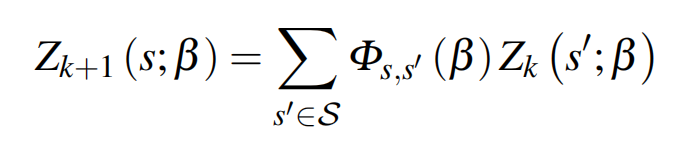 Z_{k+1}(s;β) = ∑_{s′∈𝒮} Φ_{s,s′}(β) Z_k(s′;β)